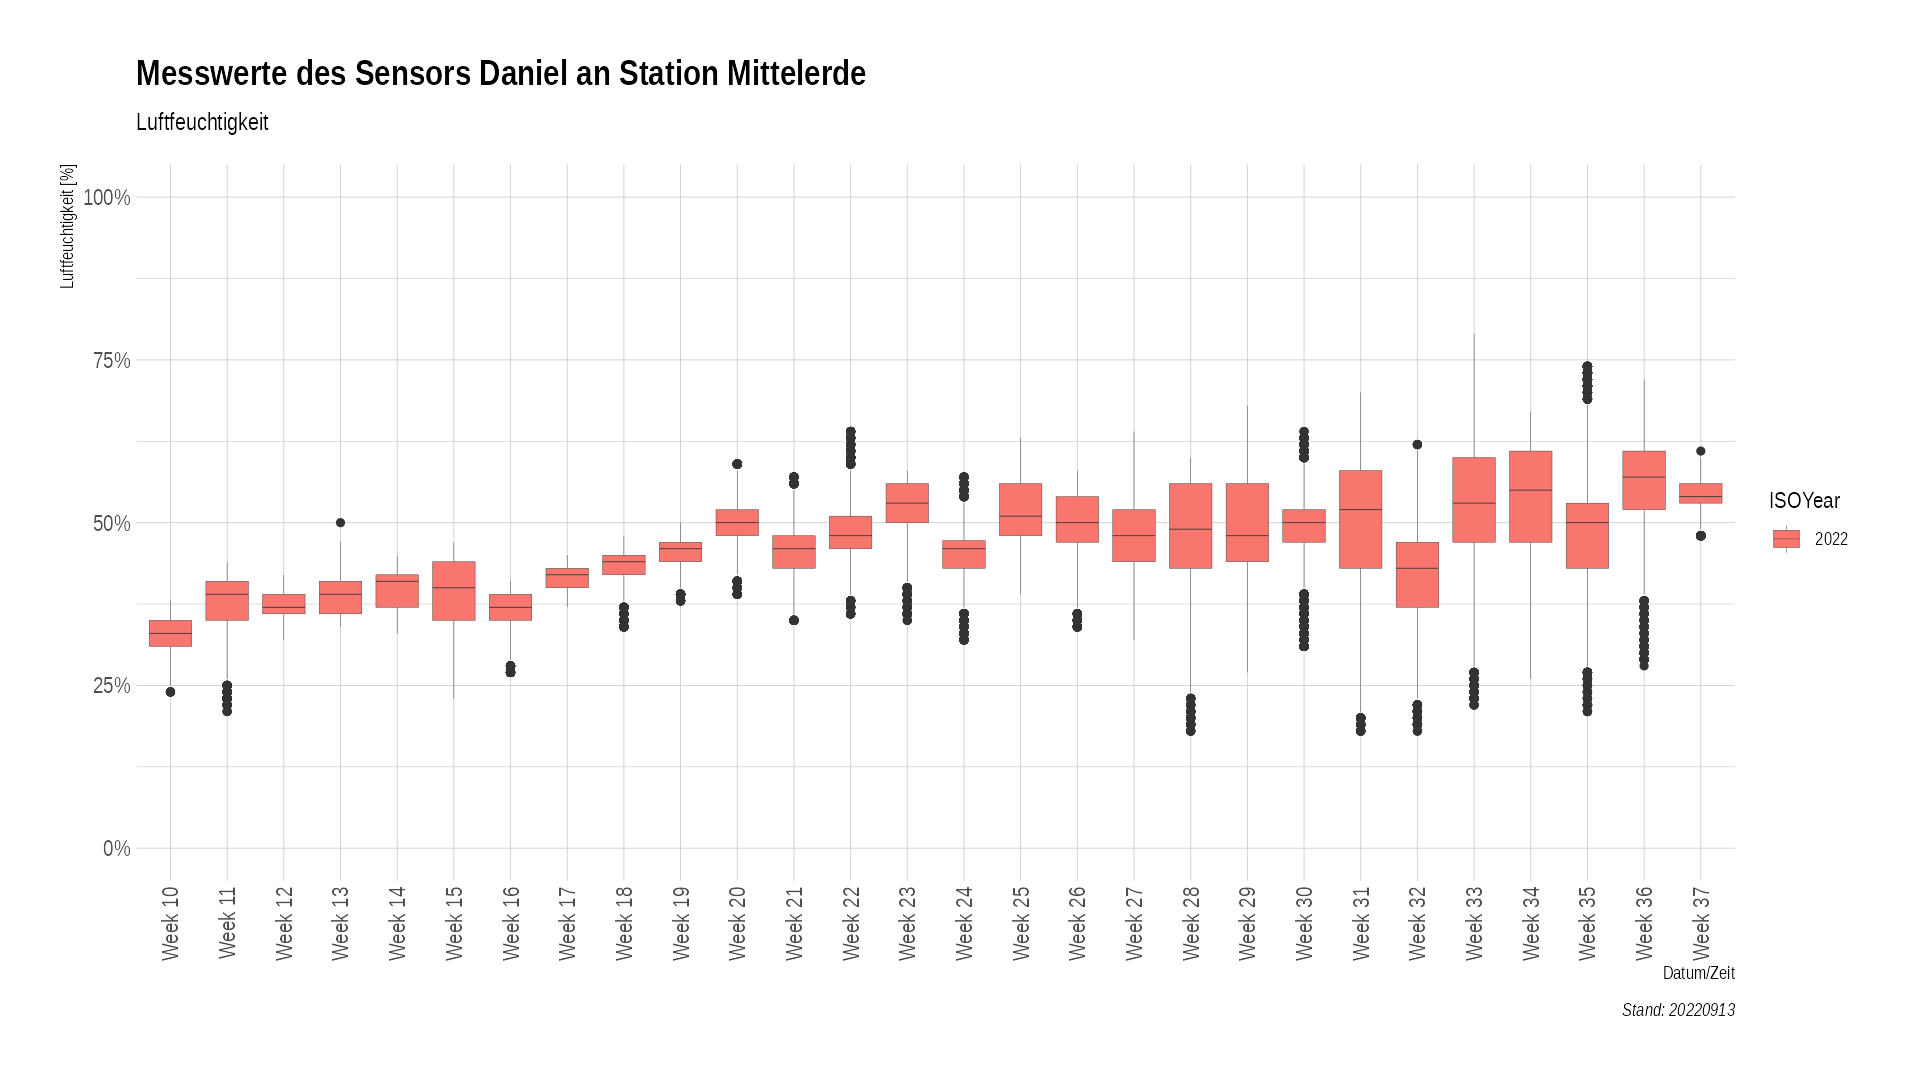 Messwerte des Sensors Daniel an Station Mittelerde
Luftfeuchtigkeit
Luftfeuchtigkeit [%]
100%
75%
50%
25%
0%
Week 10
Week 11
Week 12
Week 13
Week 14
Week 15
Week 16
Week 17
Week 18
Week 19
Week 20
Week 21
Week 22
Week 23
Week 24
Week 25
Week 26
Week 27
Week 28
Week 29
Week 30
Week 31
Week 32
Week 33
Week 34
Week 35
Week 36
Week 37
Datum/Zeit
ISOYear
2022
Stand: 20220913